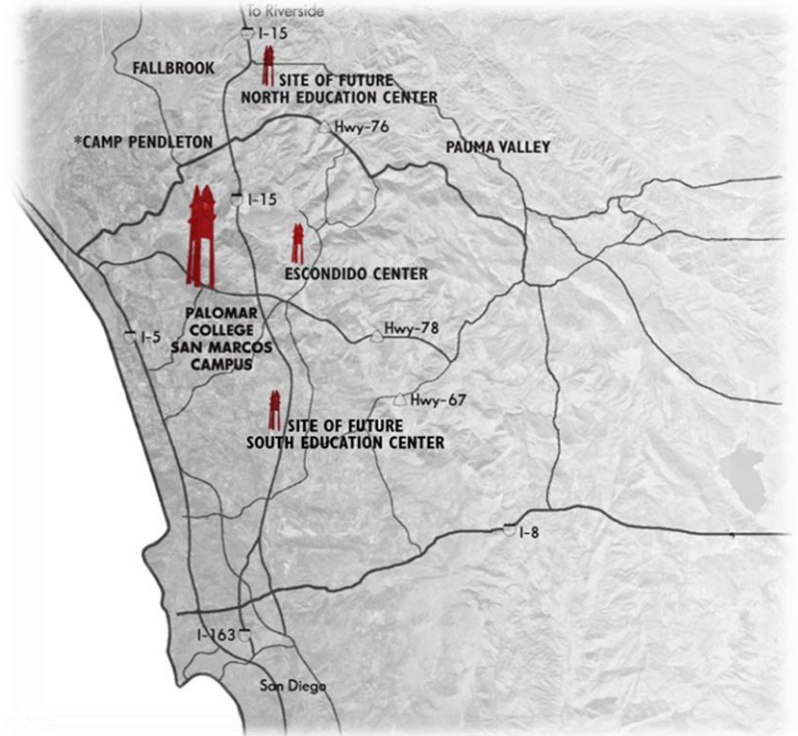 To Riverside
I-15
FALLBROOK
SITE OF FUTURE
NORTH EDUCATION CENTER
Hwy-76
*CAMP PENDLETON
PAUMA VALLEY
I-15
ESCONDIDO CENTER
PALOMAR
COLLEGE
SAN MARCOS
CAMPUS
I-5
Hwy-78
Hwy-67
SITE OF FUTURE
SOUTH EDUCATION CENTER
I-8
I-163
San Diego